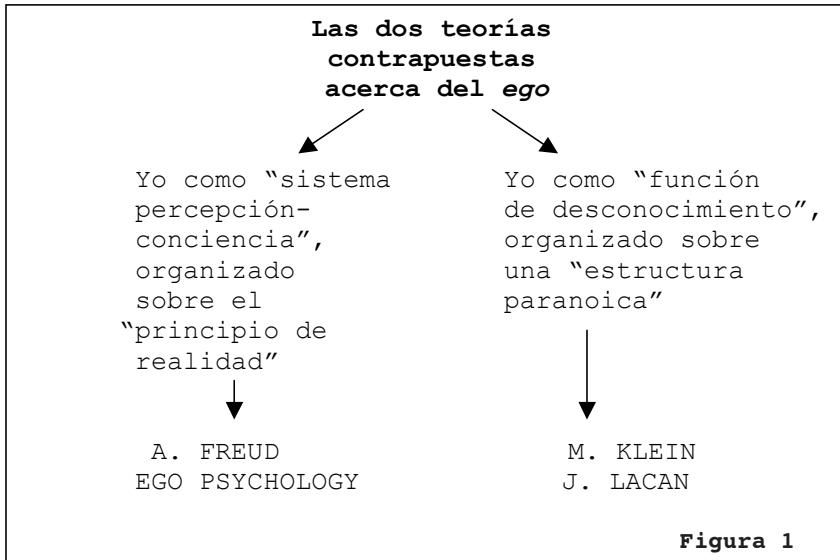 Las dos teorías
contrapuestas
acerca del ego
Yo como “sistema
percepción-
conciencia”,
organizado
sobre el
“principio de
realidad”
A. FREUD
EGO PSYCHOLOGY
Yo como “función
de desconocimiento”,
organizado sobre
una “estructura
paranoica”
M. KLEIN
J. LACAN
Figura 1